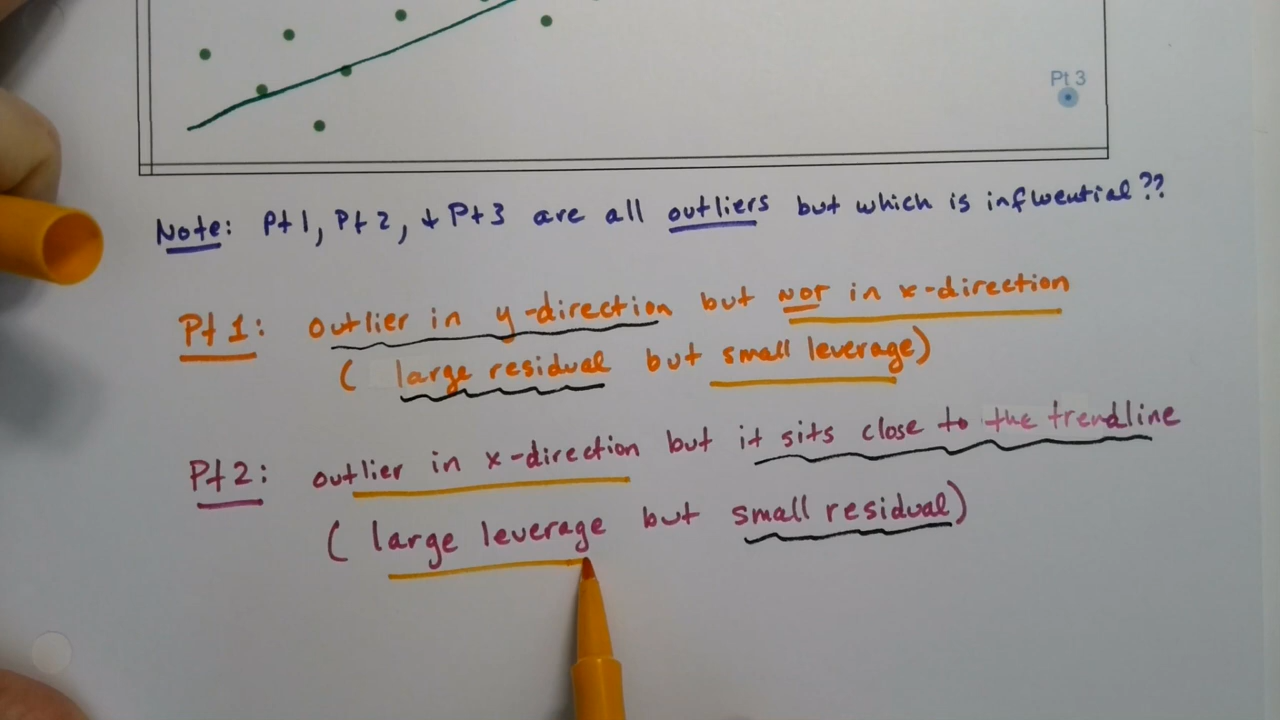 Pt 3
Note: Pt 1, Pt 2, + Pt 3 are all outliers but which is influential??
Pt 1: outlier in y-direction but NOT in x-direction
( large residual but small leverage)
Pt 2: outlier in x-direction but it sits close to the trendline
( large leverage but small residual)